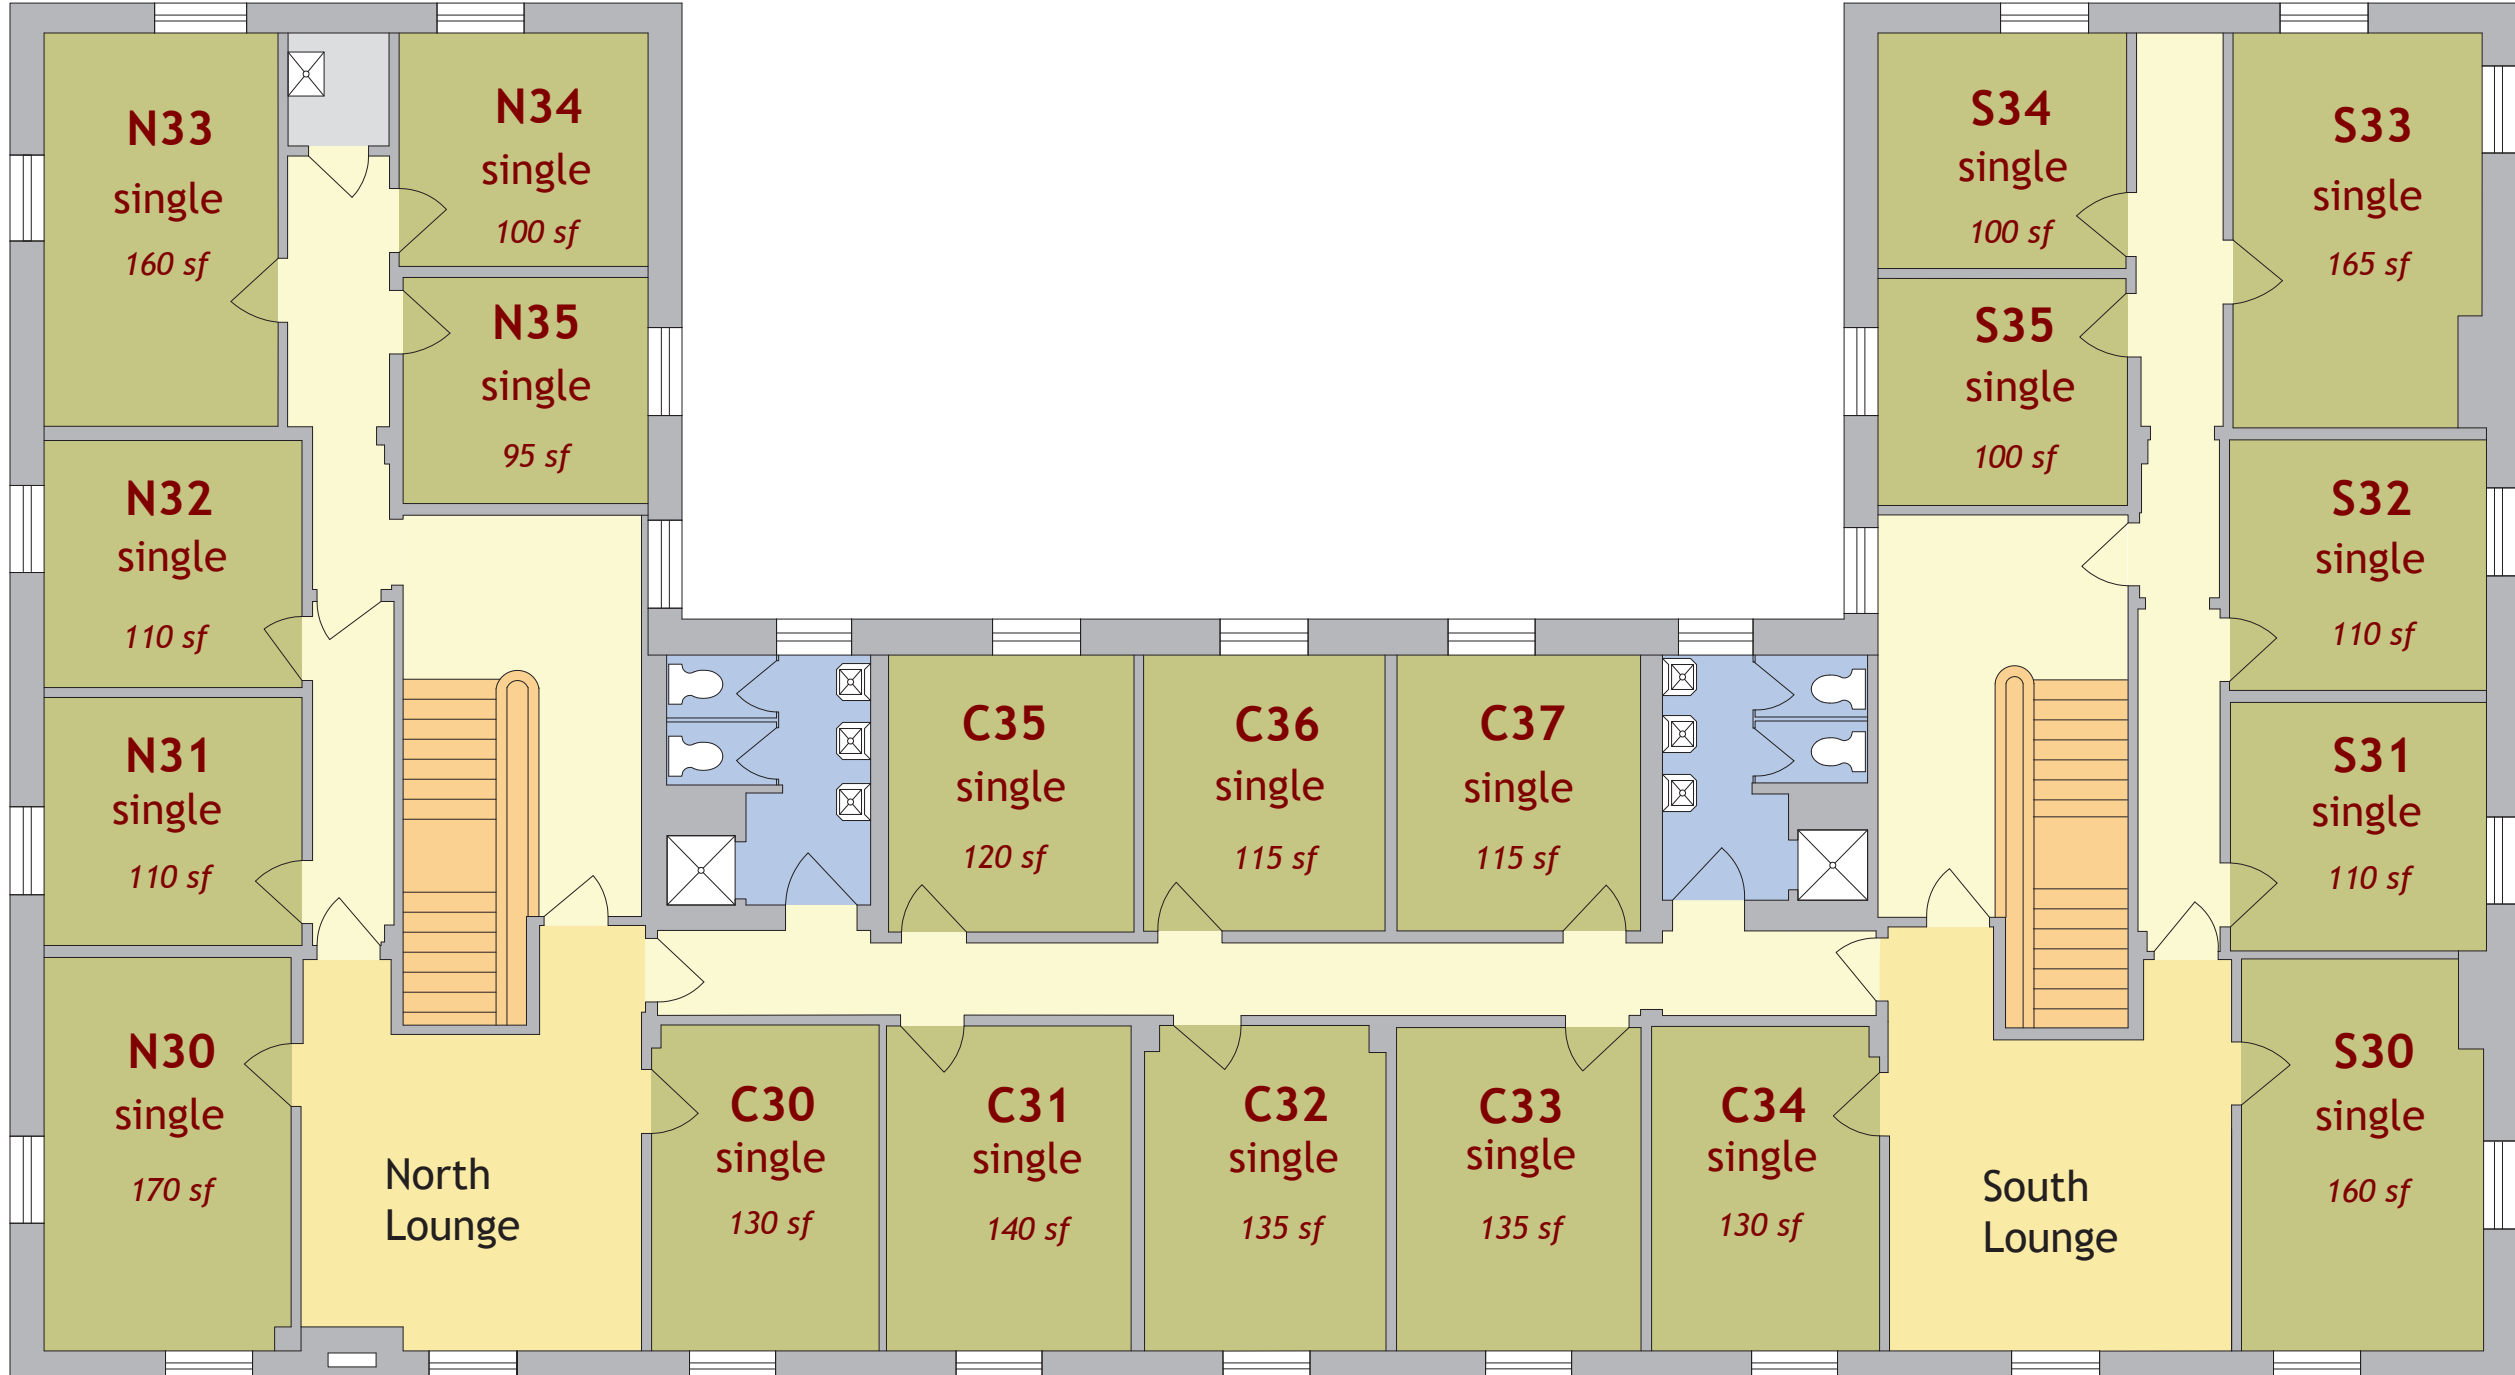 N33
single
160 sf
N34
single
100 sf
N35
single
95 sf
S34
single
100 sf
S33
single
165 sf
S35
single
100 sf
N32
single
110 sf
S32
single
110 sf
N31
single
110 sf
C35
single
120 sf
C36
single
115 sf
C37
single
115 sf
S31
single
110 sf
N30
single
170 sf
North
Lounge
C30
single
130 sf
C31
single
140 sf
C32
single
135 sf
C33
single
135 sf
C34
single
130 sf
South
Lounge
S30
single
160 sf